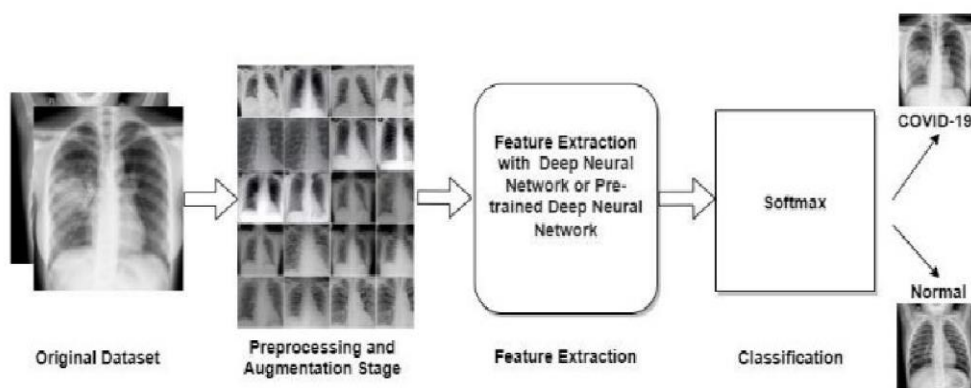 COVID-19
Feature Extraction
with Deep Neural
Network or Pre-
trained Deep Neural
Network
Softmax
Normal
Original Dataset
Preprocessing and
Augmentation Stage
Feature Extraction
Classification